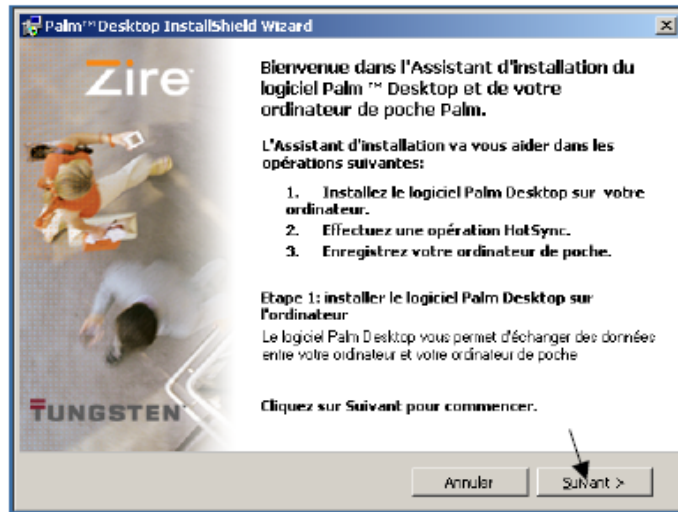 Palm™ Desktop InstallShield Wizard
Zire
Bienvenue dans l'Assistant d'installation du
logiciel Palm ™ Desktop et de votre
ordinateur de poche Palm.
L'Assistant d'installation va vous aider dans les
opérations suivantes:
1. Installez le logiciel Palm Desktop sur votre
ordinateur.
2. Effectuez une opération HotSync.
3. Enregistrez votre ordinateur de poche.
Etape 1: installer le logiciel Palm Desktop sur
l'ordinateur
Le logiciel Palm Desktop vous permet d'échanger des données
entre votre ordinateur et votre ordinateur de poche
TUNGSTEN
Cliquez sur Suivant pour commencer.
Annuler
Suivant >